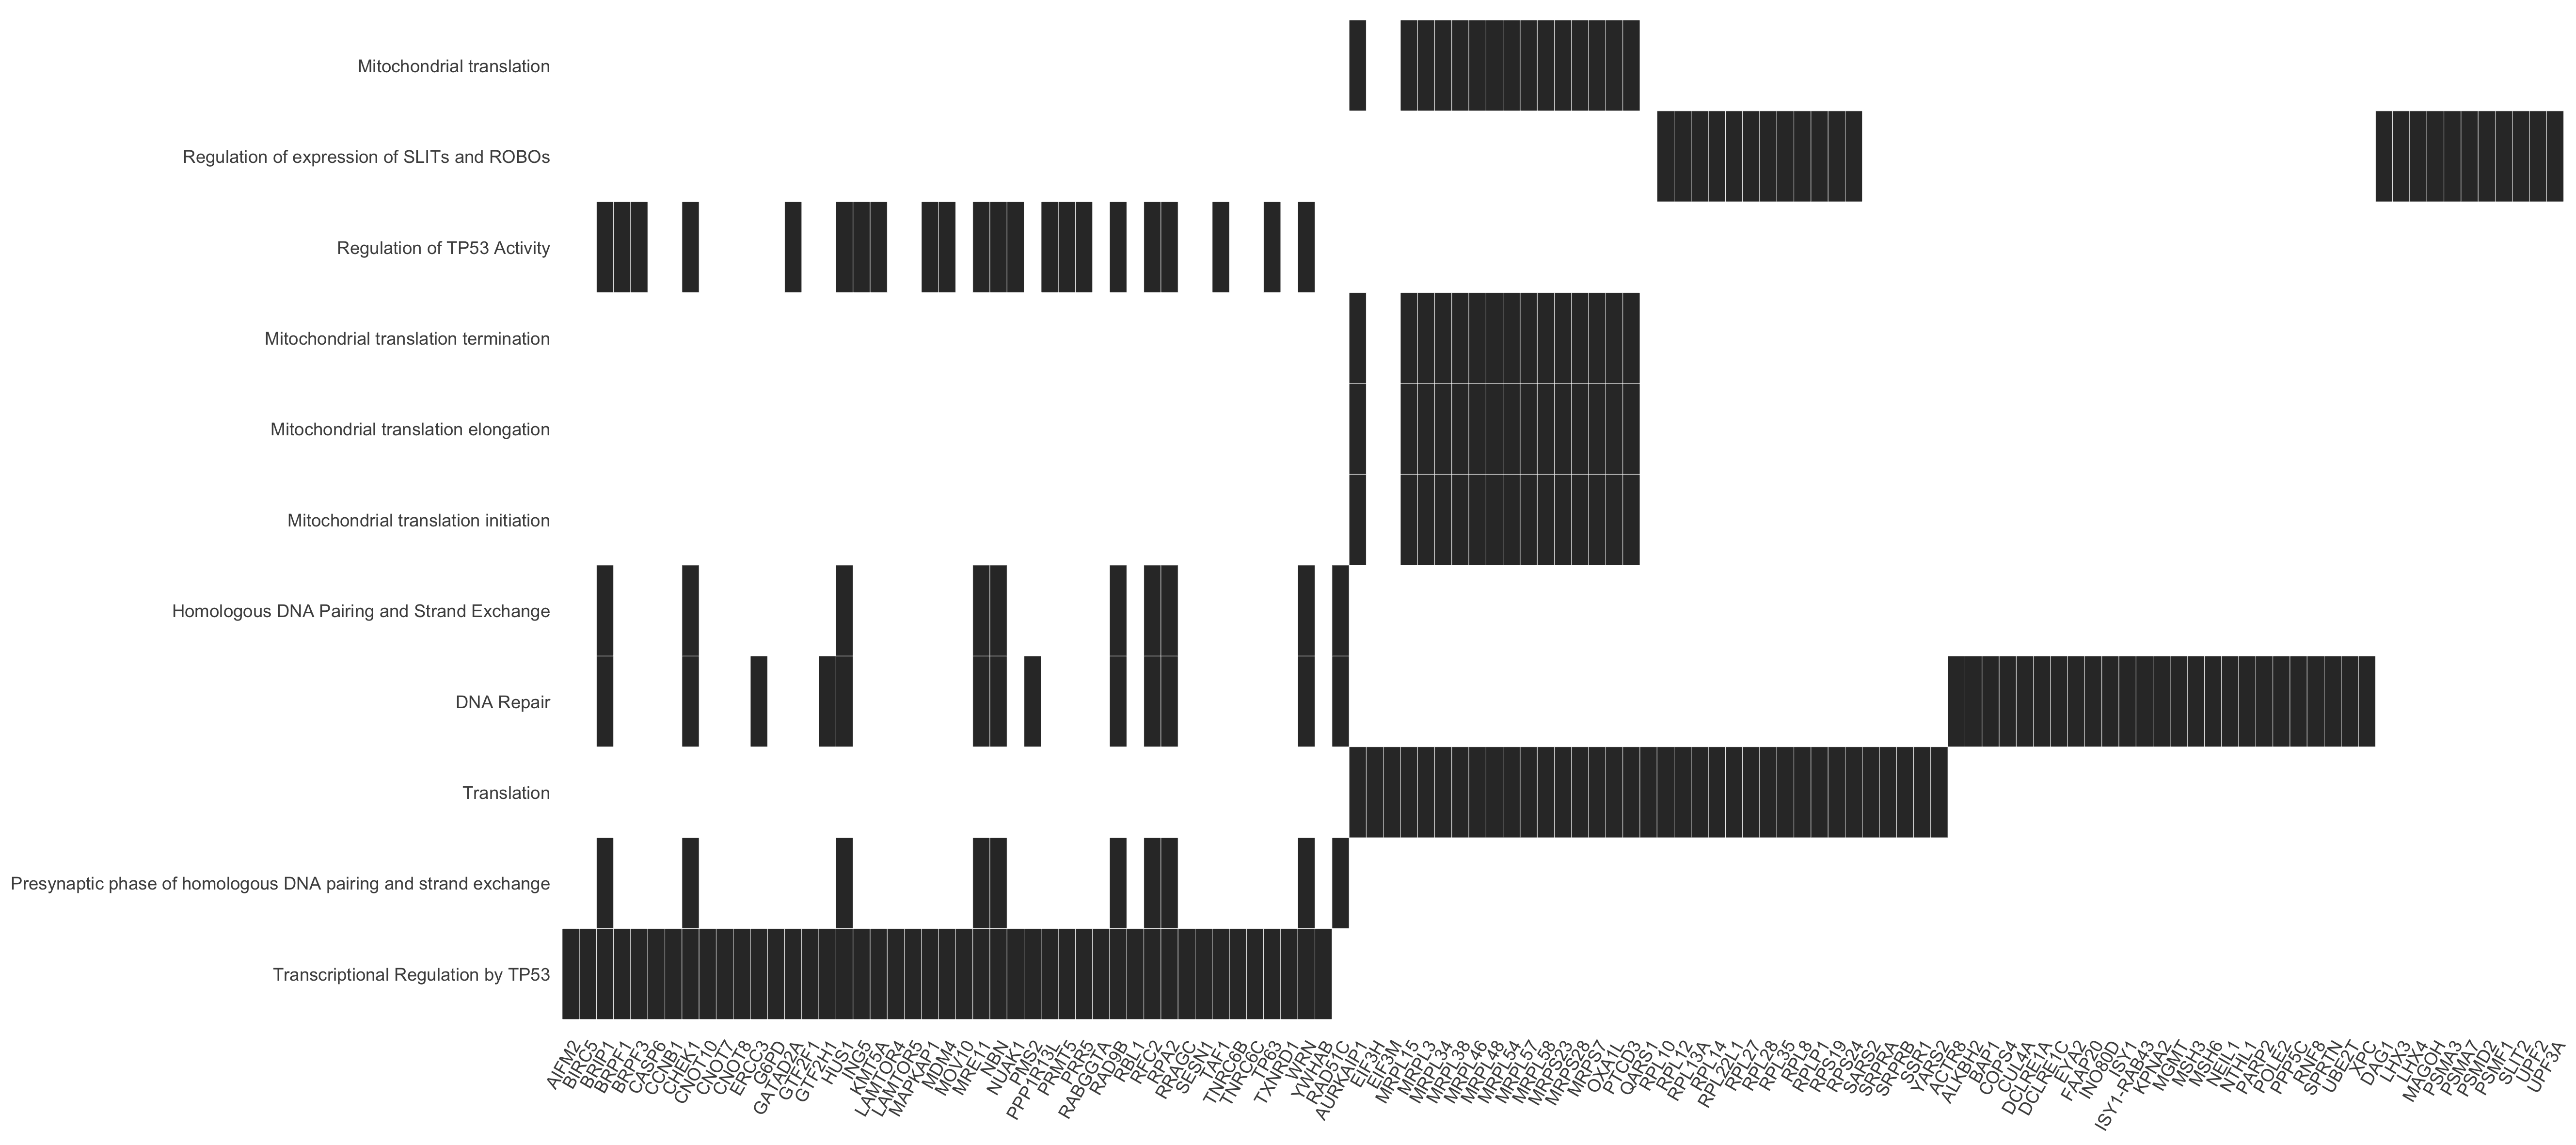 Mitochondrial translation
Regulation of expression of SLITs and ROBOs
Regulation of TP53 Activity
Mitochondrial translation termination
Mitochondrial translation elongation
Mitochondrial translation initiation
Homologous DNA Pairing and Strand Exchange
DNA Repair
Translation
Presynaptic phase of homologous DNA pairing and strand exchange
Transcriptional Regulation by TP53
AIFM2
BIRC5
BRIP1
BRPF1
BRPF3
CASP6
CCNB1
CHEK1
CNOT10
CNOT7
CNOT8
ERCC3
G6PD
GATAD2A
GTF2F1
GTF2H1
HUS1
ING5
KMT5A
LAMTOR4
LAMTOR5
MAPKAP1
MDM4
MOV10
MRE11
NBN
NUAK1
PMS2
PPP1R13L
PRMT5
PRR5
RABGGTA
RAD9B
RBL1
RFC2
RPA2
RRAGC
SESN1
TAF1
TNRC6B
TNRC6C
TP63
TXNRD1
WRN
YWHAB
RAD51C
AURKAIP1
EIF3H
EIF3M
MRPL15
MRPL3
MRPL34
MRPL38
MRPL46
MRPL48
MRPL54
MRPL57
MRPL58
MRPS23
MRPS28
MRPS7
OXA1L
PTCD3
QARS1
RPL10
RPL12
RPL13A
RPL14
RPL22L1
RPL27
RPL28
RPL35
RPL8
RPLP1
RPS19
RPS24
SARS2
SRPRA
SRPRB
SSR1
YARS2
ACTR8
ALKBH2
BAP1
COPS4
CUL4A
DCLRE1A
DCLRE1C
EYA2
FAAP20
INO80D
ISY1
ISY1-RAB43
KPNA2
MGMT
MSH3
MSH6
NEIL1
NTHL1
PARP2
POLE2
PPP5C
RNF8
SPRTN
UBE2T
XPC
DAG1
LHX3
LHX4
MAGOH
PSMA3
PSMA7
PSMD2
PSMF1
SLIT2
UPF2
UPF3A